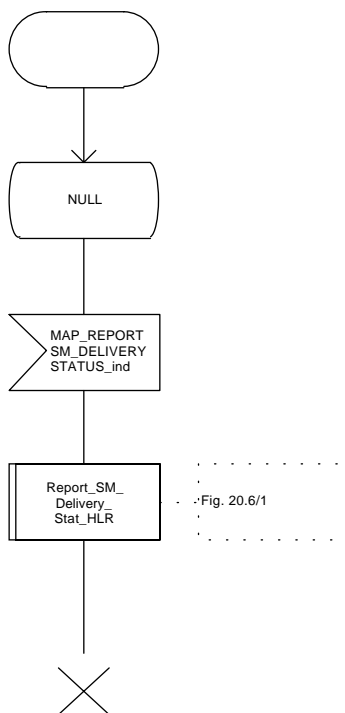 NULL
MAP_REPORT
SM_DELIVERY
STATUS_ind
Report_SM_
Delivery_
Stat_HLR
Fig. 20.6/1